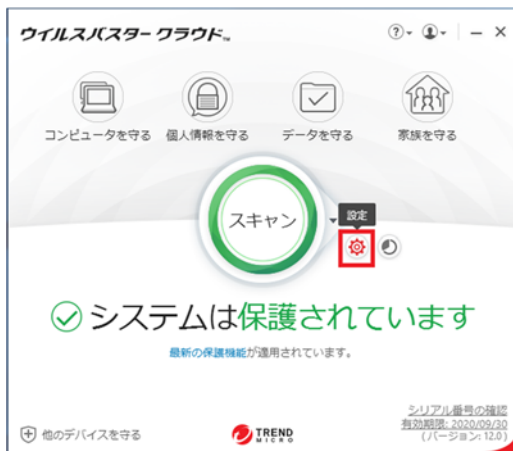 ウイルスバスター クラウド™
コンピュータを守る 個人情報を守る データを守る 家族を守る
スキャン
設定
システムは保護されています
最新の保護機能が適用されています。
シリアル番号の確認
有効期限: 2020/09/30
(バージョン: 12.0)
他のデバイスを守る
TREND
MICRO